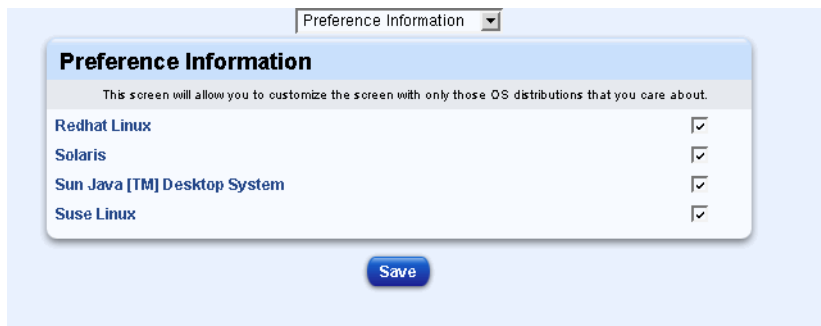 Preference Information
Preference Information
This screen will allow you to customize the screen with only those OS distributions that you care about.
Redhat Linux
Solaris
Sun Java [TM] Desktop System
Suse Linux
Save